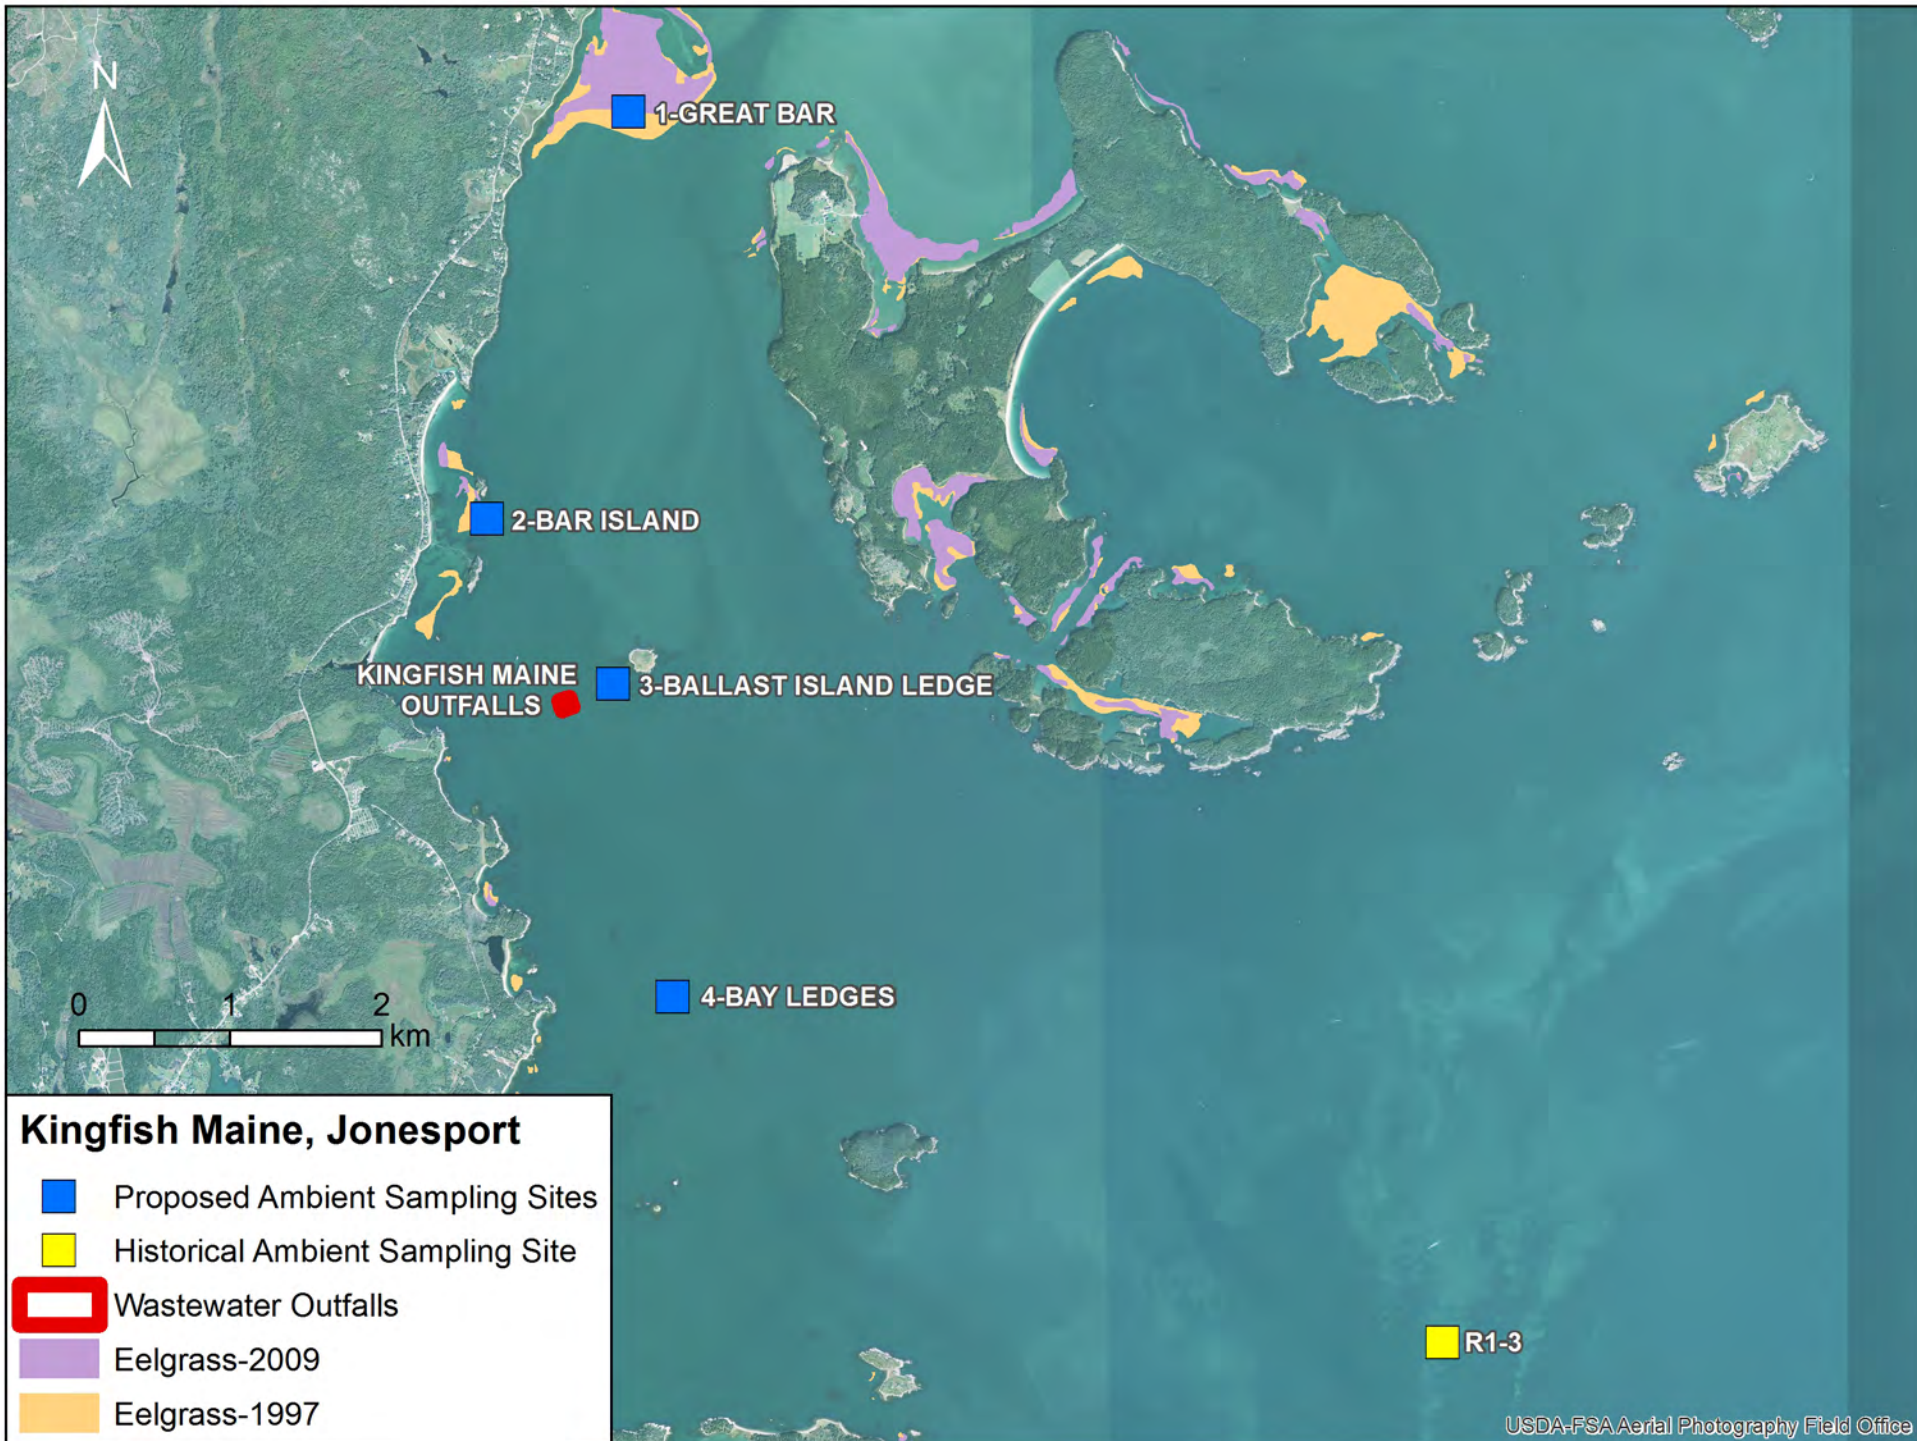 N
1-GREAT BAR
2-BAR ISLAND
KINGFISH MAINE
OUTFALLS
3-BALLAST ISLAND LEDGE
4-BAY LEDGES
0 1 2
km
R1-3
Kingfish Maine, Jonesport
Proposed Ambient Sampling Sites
Historical Ambient Sampling Site
Wastewater Outfalls
Eelgrass-2009
Eelgrass-1997
USDA-FSA Aerial Photography Field Office